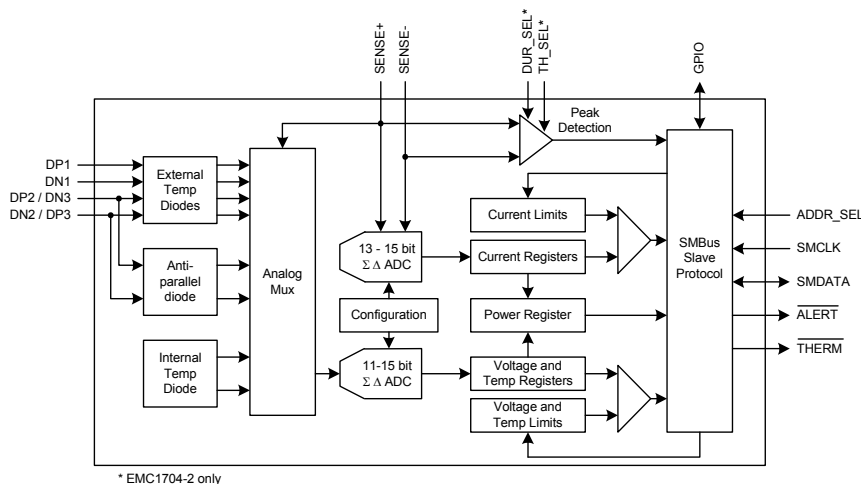 SENSE+
SENSE-
DUR_SEL*
TH_SEL*
GPIO
Peak
Detection
DP1
DN1
DP2 / DN3
DN2 / DP3
External
Temp
Diodes
Anti-
parallel
diode
Internal
Temp
Diode
Analog
Mux
13 - 15 bit
Σ Δ ADC
Configuration
11-15 bit
Σ Δ ADC
Current Limits
Current Registers
Power Register
Voltage and
Temp Registers
Voltage and
Temp Limits
SMBus
Slave
Protocol
ADDR_SEL
SMCLK
SMDATA
ALERT
THERM
* EMC1704-2 only